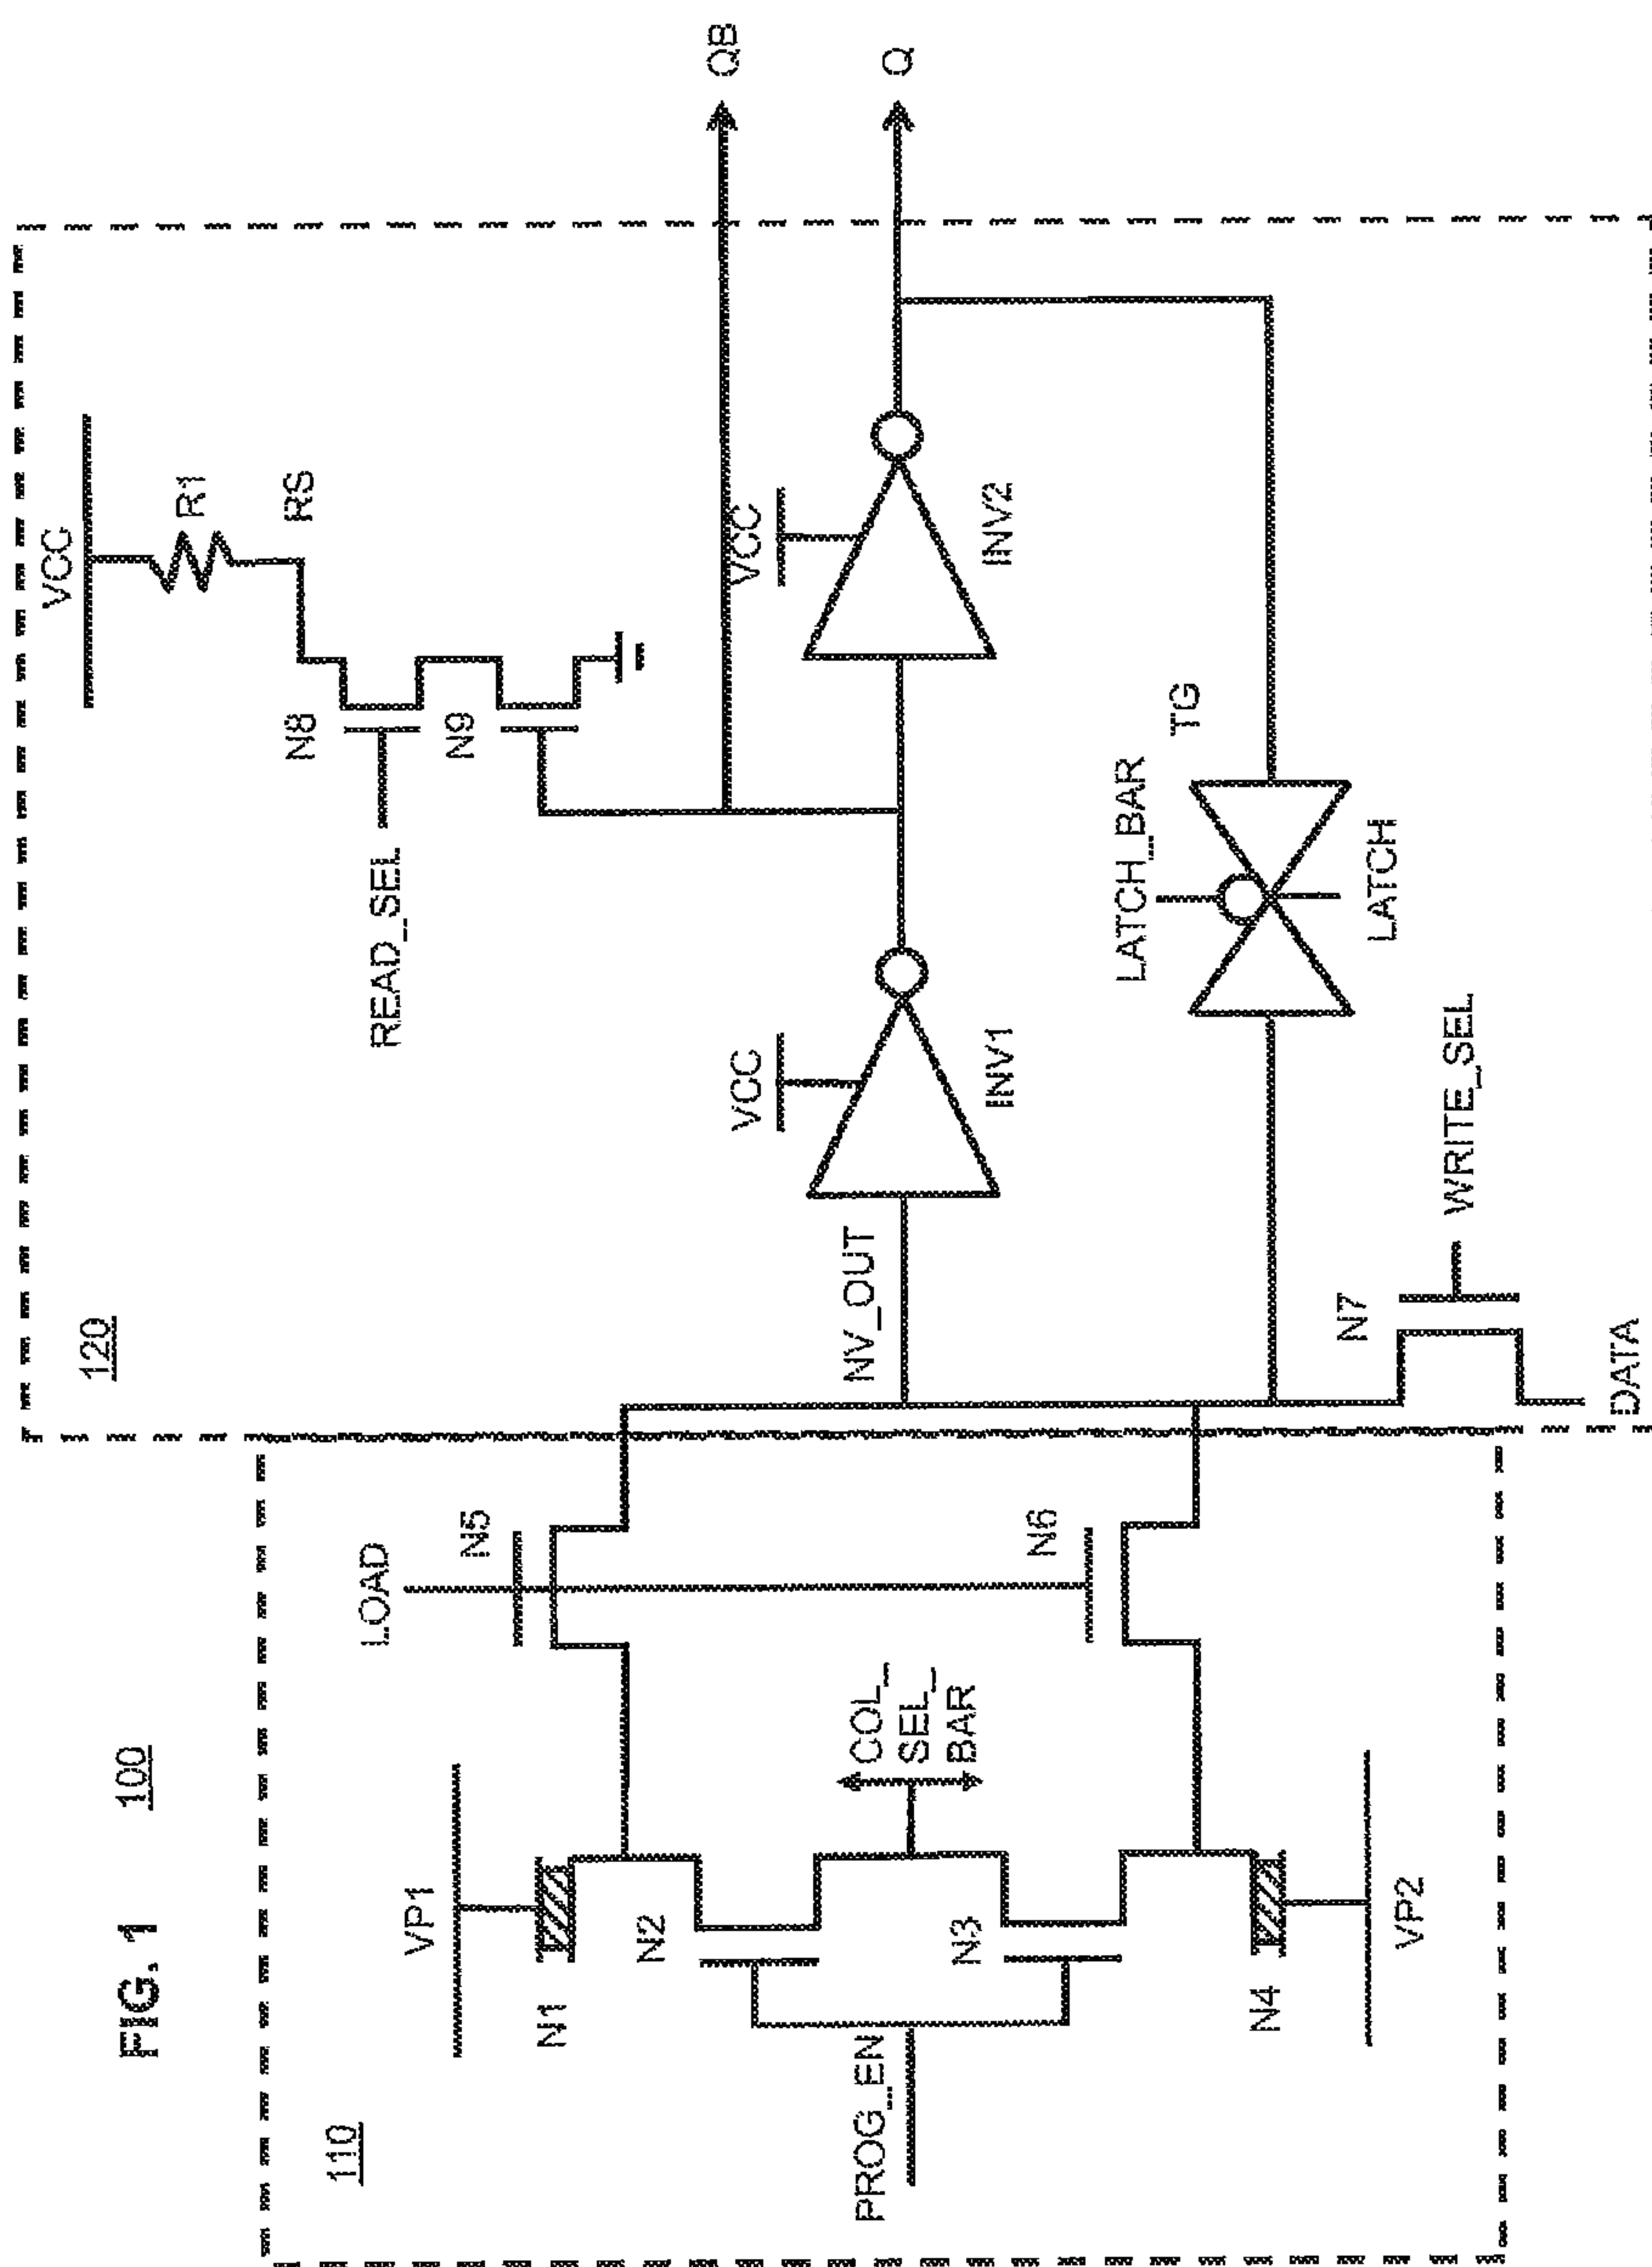 FIG. 1
100
110
120
VP1
N1
N2
PROG_EN
N3
N4
VP2
COL_
SEL_
BAR
LOAD
N5
N6
NV_OUT
VCC
INV1
READ_SEL
N8
N9
VCC
R1
RS
VCC
INV2
QB
Q
LATCH_BAR
TG
LATCH
N7
WRITE_SEL
DATA